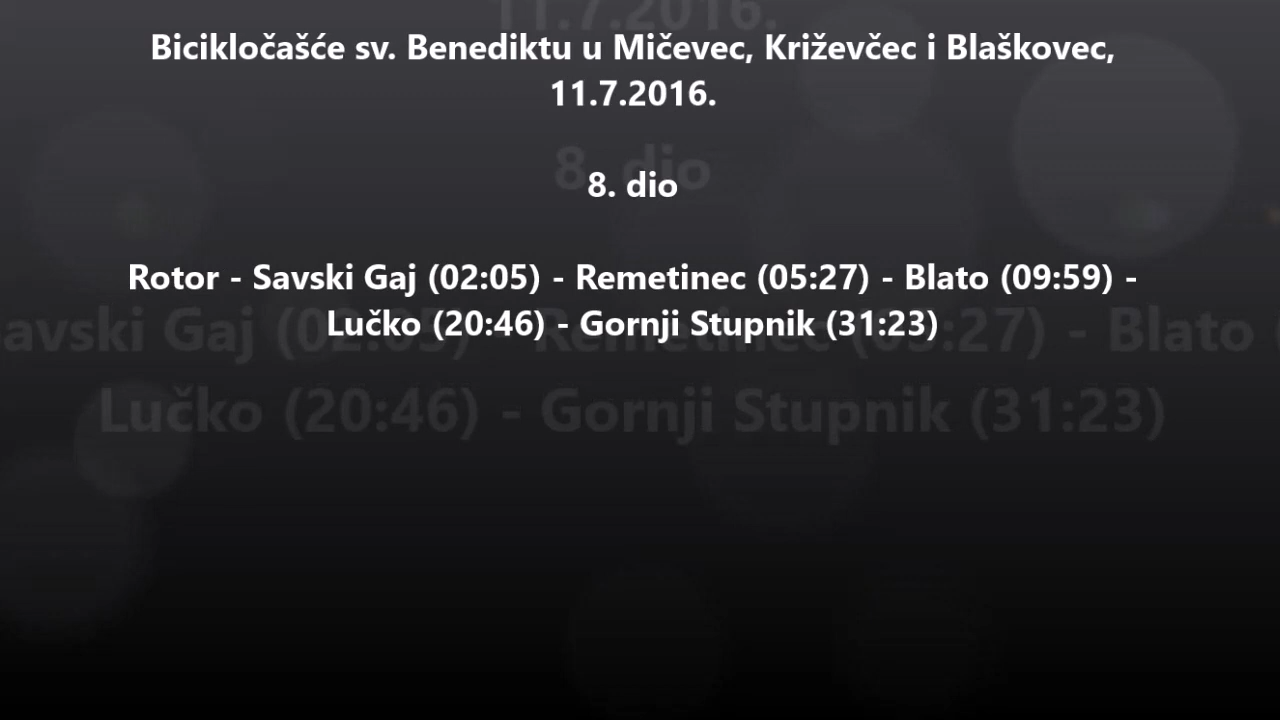 Bicikločašće sv. Benediktu u Mičevec, Križevčec i Blaškovec,
11.7.2016.
8. dio
Rotor - Savski Gaj (02:05) - Remetinec (05:27) - Blato (09:59) -
Lučko (20:46) - Gornji Stupnik (31:23)